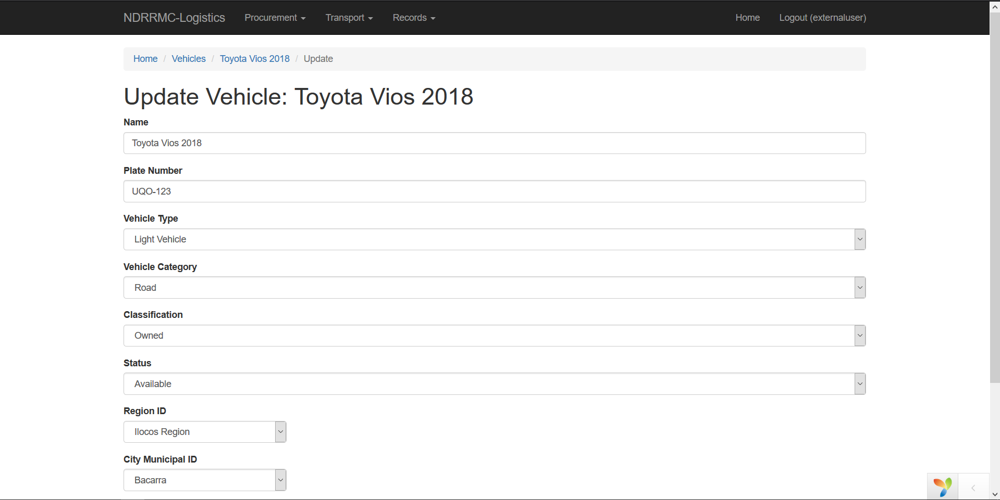 NDRRMC-Logistics Procurement Transport Records Home Logout (externaluser)
Home / Vehicles / Toyota Vios 2018 / Update
Update Vehicle: Toyota Vios 2018
Name
Toyota Vios 2018
Plate Number
UQO-123
Vehicle Type
Light Vehicle
Vehicle Category
Road
Classification
Owned
Status
Available
Region ID
Ilocos Region
City Municipal ID
Bacarra